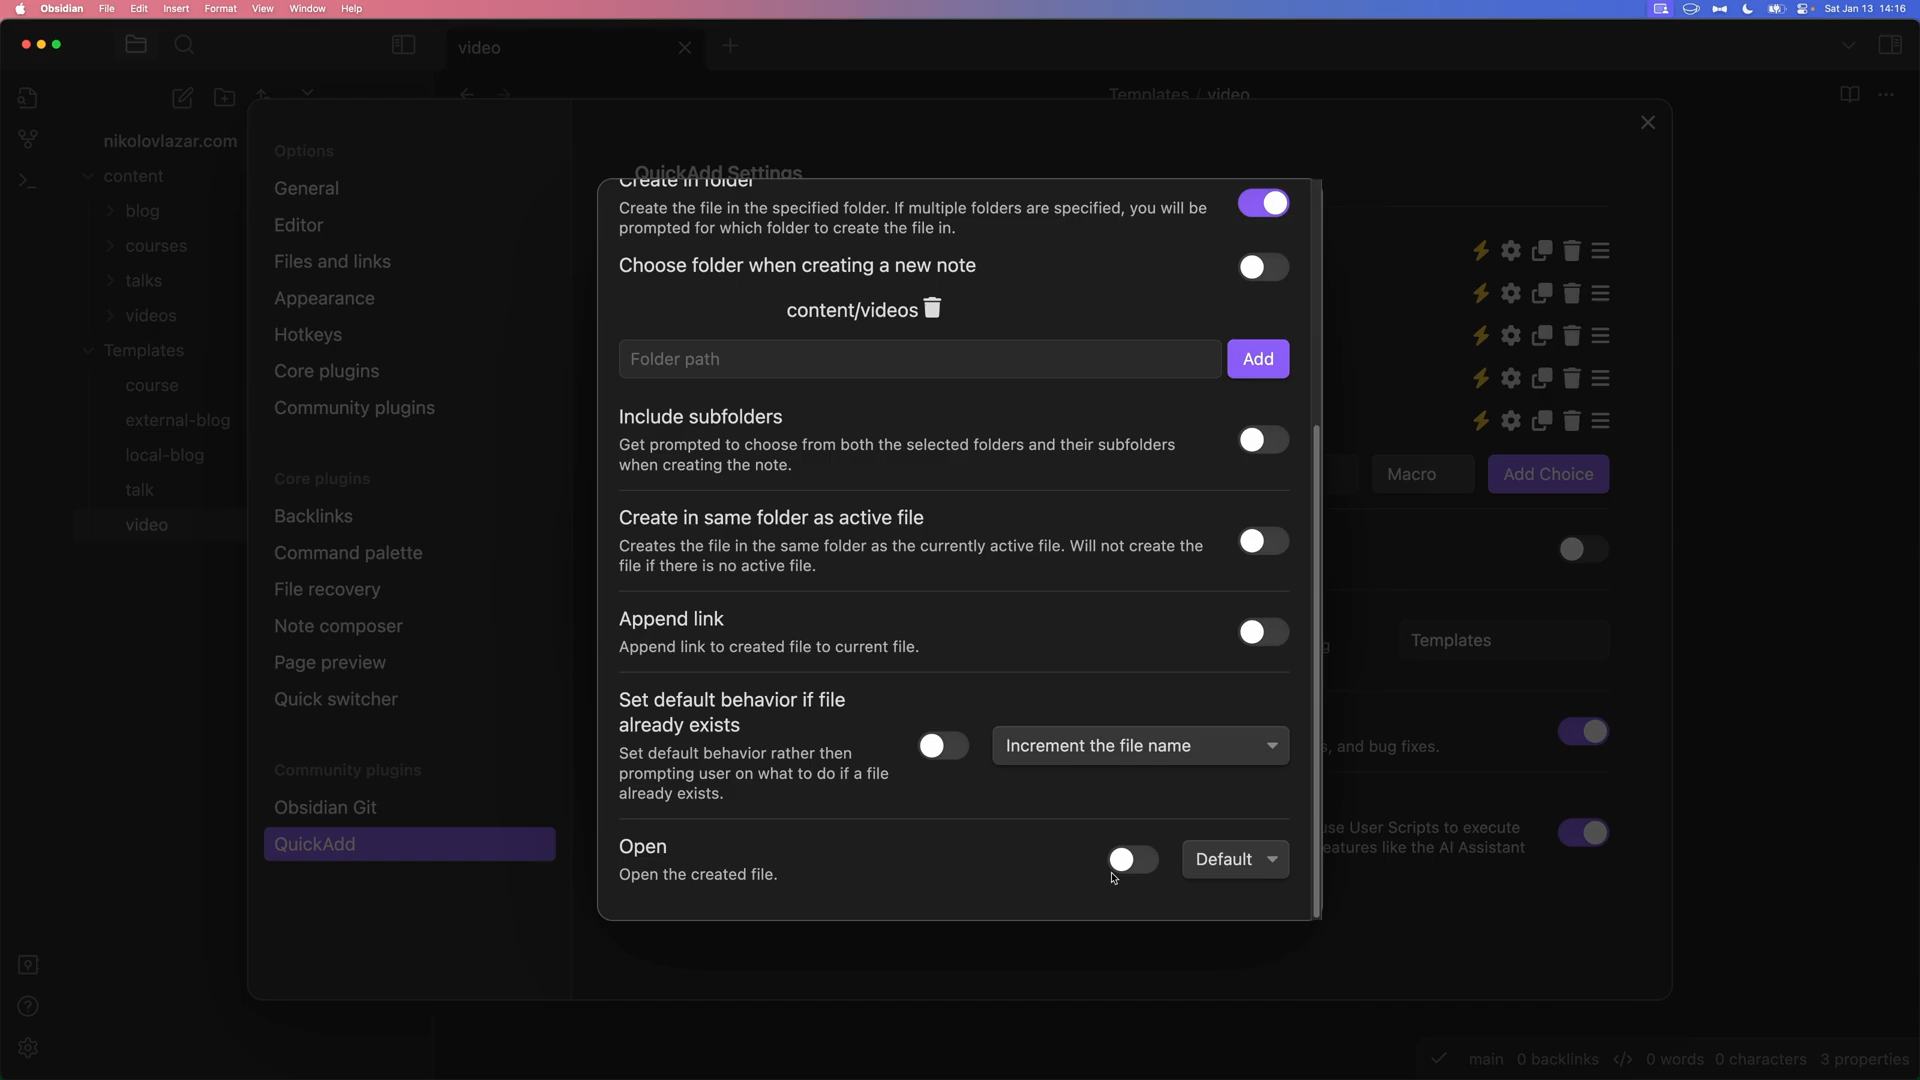 Obsidian File Edit Insert Format View Window Help
Sat Jan 13 14:16
video
Templates / video
nikolovlazar.com
content
blog
courses
talks
videos
Templates
course
external-blog
local-blog
talk
video
Options
General
Editor
Files and links
Appearance
Hotkeys
Core plugins
Community plugins
Core plugins
Backlinks
Command palette
File recovery
Note composer
Page preview
Quick switcher
Community plugins
Obsidian Git
QuickAdd
QuickAdd Settings
Create in folder
Create the file in the specified folder. If multiple folders are specified, you will be
prompted for which folder to create the file in.
Choose folder when creating a new note
content/videos
Folder path
Add
Include subfolders
Get prompted to choose from both the selected folders and their subfolders
when creating the note.
Create in same folder as active file
Creates the file in the same folder as the currently active file. Will not create the
file if there is no active file.
Append link
Append link to created file to current file.
Set default behavior if file
already exists
Set default behavior rather then
prompting user on what to do if a file
already exists.
Increment the file name
Open
Open the created file.
Default
Macro
Add Choice
g
Templates
s, and bug fixes.
use User Scripts to execute
eatures like the AI Assistant
main 0 backlinks 0 words 0 characters 3 properties